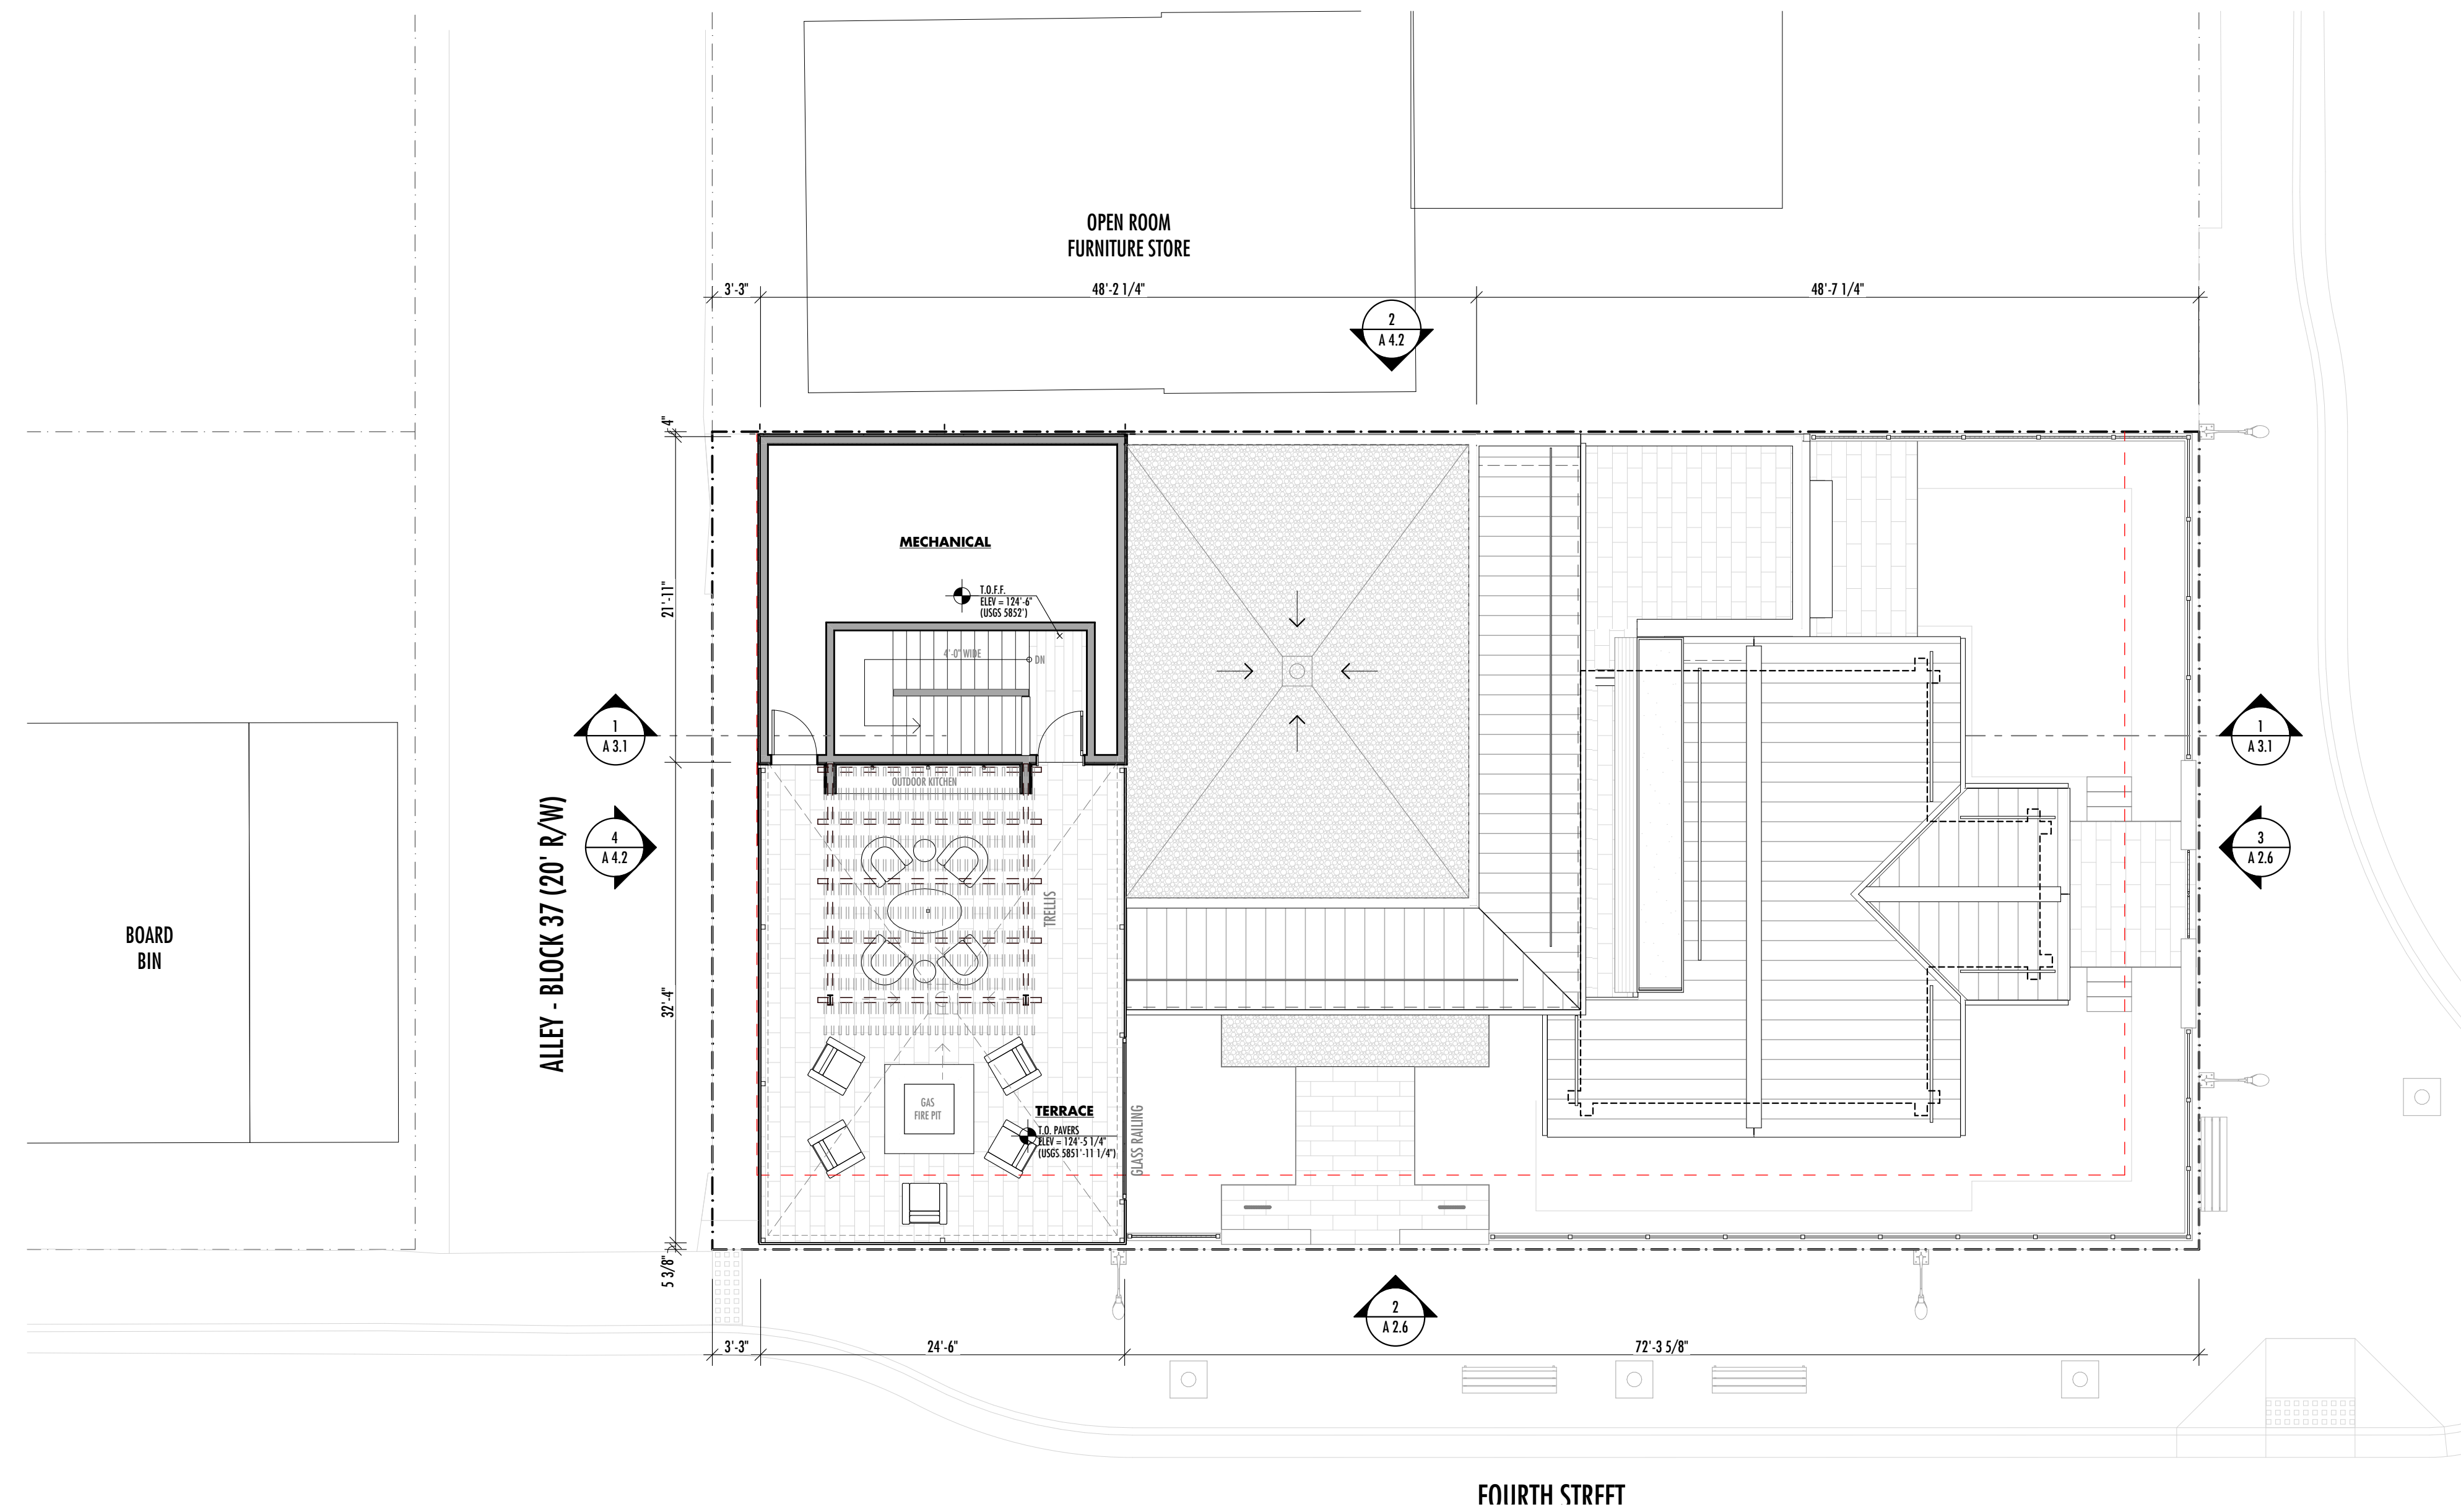 OPEN ROOM
FURNITURE STORE
3'-3"
48'-2 1/4"
48'-7 1/4"
2
A 4.2
4"
MECHANICAL
21'-11"
T.O.F.F.
ELEV = 124'-6"
(USGS 5852')
4'-0" WIDE
DN
1
A 3.1
1
A 3.1
OUTDOOR KITCHEN
ALLEY - BLOCK 37 (20' R/W)
4
A 4.2
3
A 2.6
TRELLIS
BOARD
BIN
32'-4"
GAS
FIRE PIT
TERRACE
T.O. PAVERS
ELEV = 124'-5 1/4"
(USGS 5851'-11 1/4")
GLASS RAILING
5 3/8"
2
A 2.6
3'-3"
24'-6"
72'-3 5/8"
FOURTH STREET